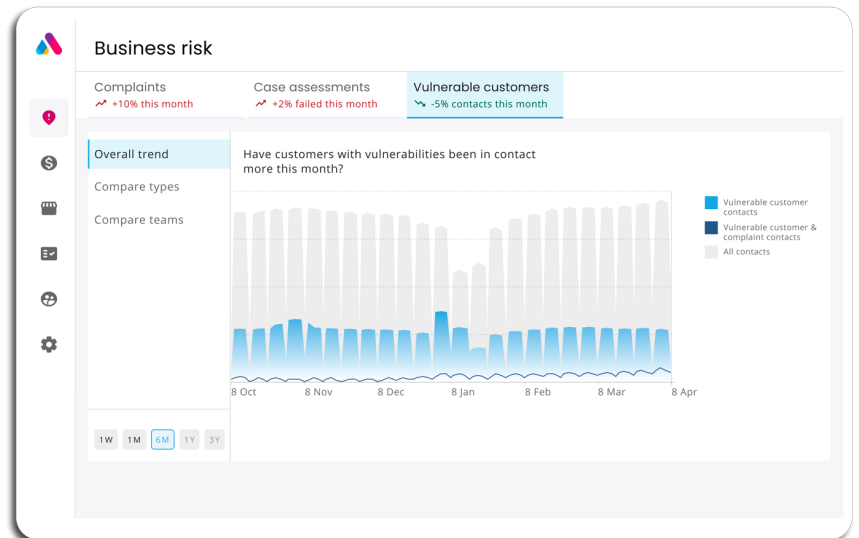 Business risk
Complaints
+10% this month
Case assessments
+2% failed this month
Vulnerable customers
-5% contacts this month
Overall trend
Compare types
Compare teams
Have customers with vulnerabilities been in contact
more this month?
Vulnerable customer
contacts
Vulnerable customer &
complaint contacts
All contacts
8 Oct
8 Nov
8 Dec
8 Jan
8 Feb
8 Mar
8 Apr
1W
1M
6M
1Y
3Y